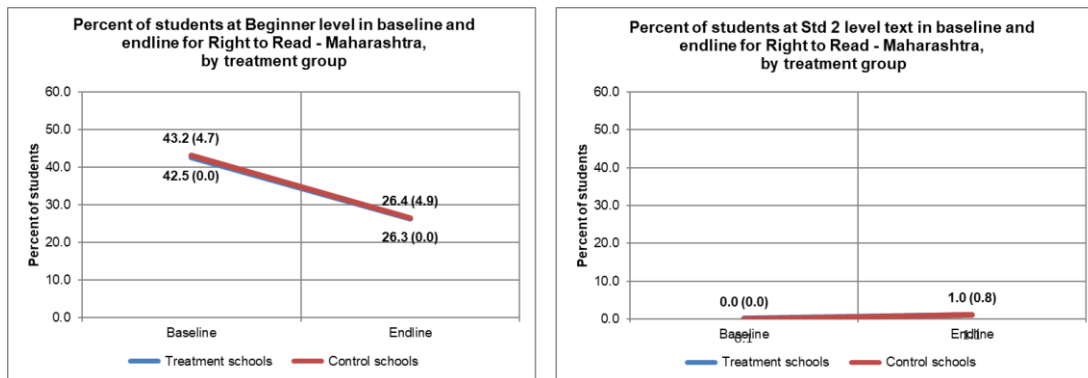 Percent of students at Beginner level in baseline and
endline for Right to Read - Maharashtra,
by treatment group
Percent of students
60.0
50.0
40.0
30.0
20.0
10.0
0.0
43.2 (4.7)
42.5 (0.0)
26.4 (4.9)
26.3 (0.0)
Baseline
Endline
Treatment schools
Control schools
Percent of students at Std 2 level text in baseline and
endline for Right to Read - Maharashtra,
by treatment group
Percent of students
60.0
50.0
40.0
30.0
20.0
10.0
0.0
0.0 (0.0)
1.0 (0.8)
Baseline
0.1
Endline
1.1
Treatment schools
Control schools